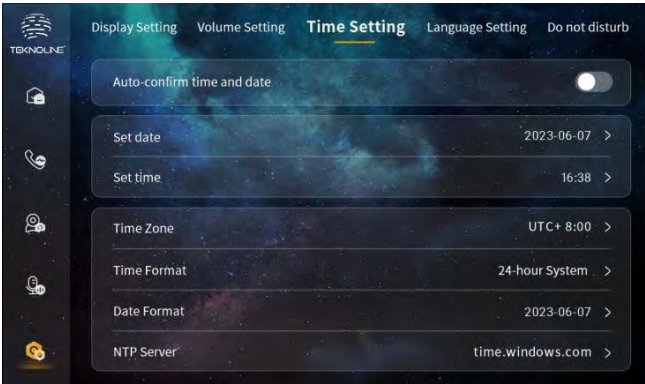 TEKNOLINE
Display Setting Volume Setting Time Setting Language Setting Do not disturb
Auto-confirm time and date
Set date 2023-06-07 >
Set time 16:38 >
Time Zone UTC+ 8:00 >
Time Format 24-hour System >
Date Format 2023-06-07 >
NTP Server time.windows.com >